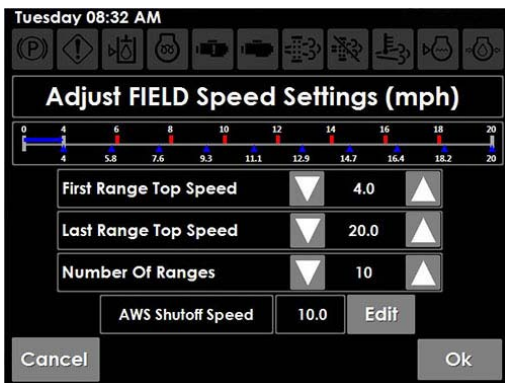 Tuesday 08:32 AM
(P)
Adjust FIELD Speed Settings (mph)
0 4 6 8 10 12 14 16 18 20
4 5.8 7.6 9.3 11.1 12.9 14.7 16.4 18.2 20
First Range Top Speed 4.0
Last Range Top Speed 20.0
Number Of Ranges 10
AWS Shutoff Speed 10.0 Edit
Cancel Ok